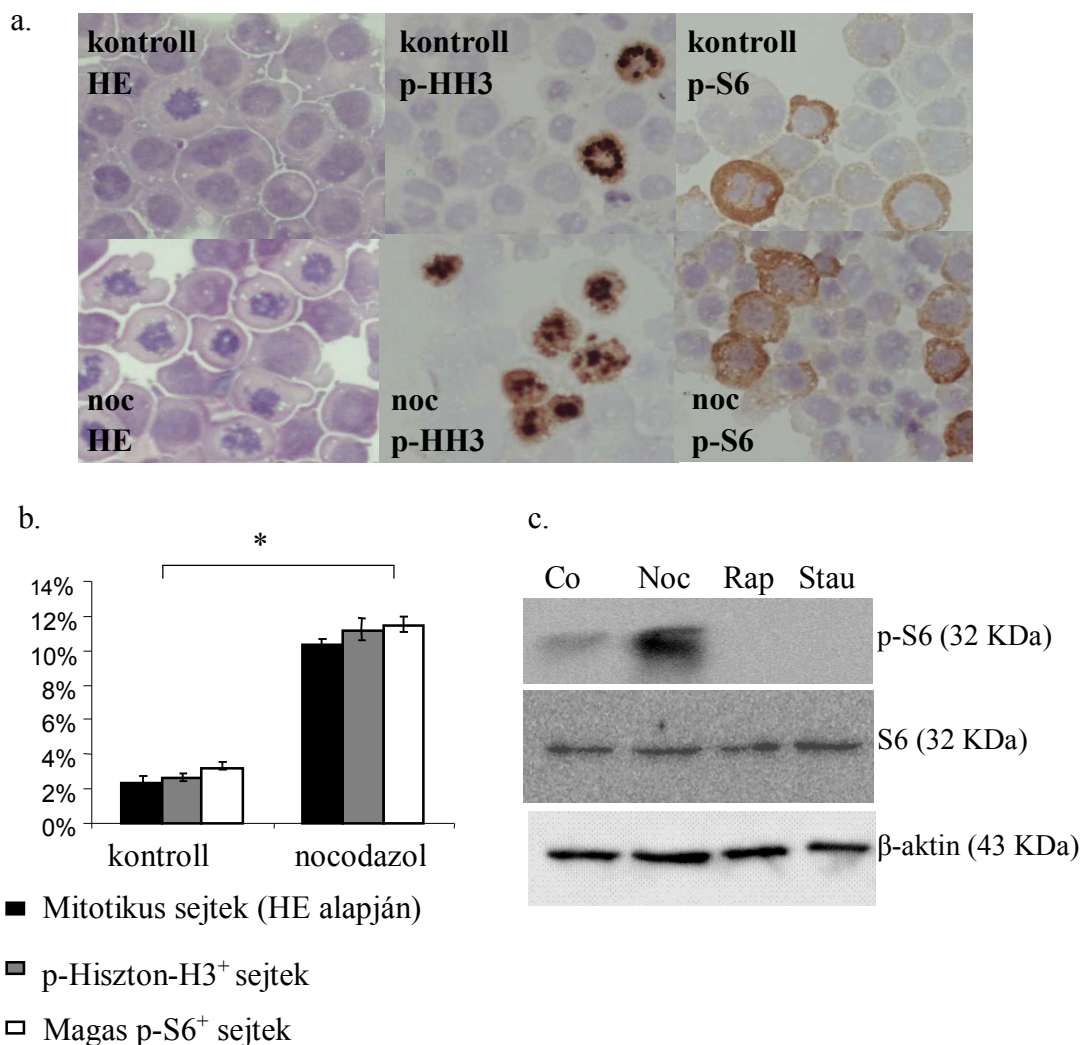 a.
kontroll
HE
kontroll
p-HH3
kontroll
p-S6
noc
HE
noc
p-HH3
noc
p-S6
b.
*
14%
12%
10%
8%
6%
4%
2%
0%
kontroll nocodazol
Mitotikus sejtek (HE alapján)
p-Hiszton-H3⁺ sejtek
Magas p-S6⁺ sejtek
c.
Co Noc Rap Stau
p-S6 (32 KDa)
S6 (32 KDa)
β-aktin (43 KDa)